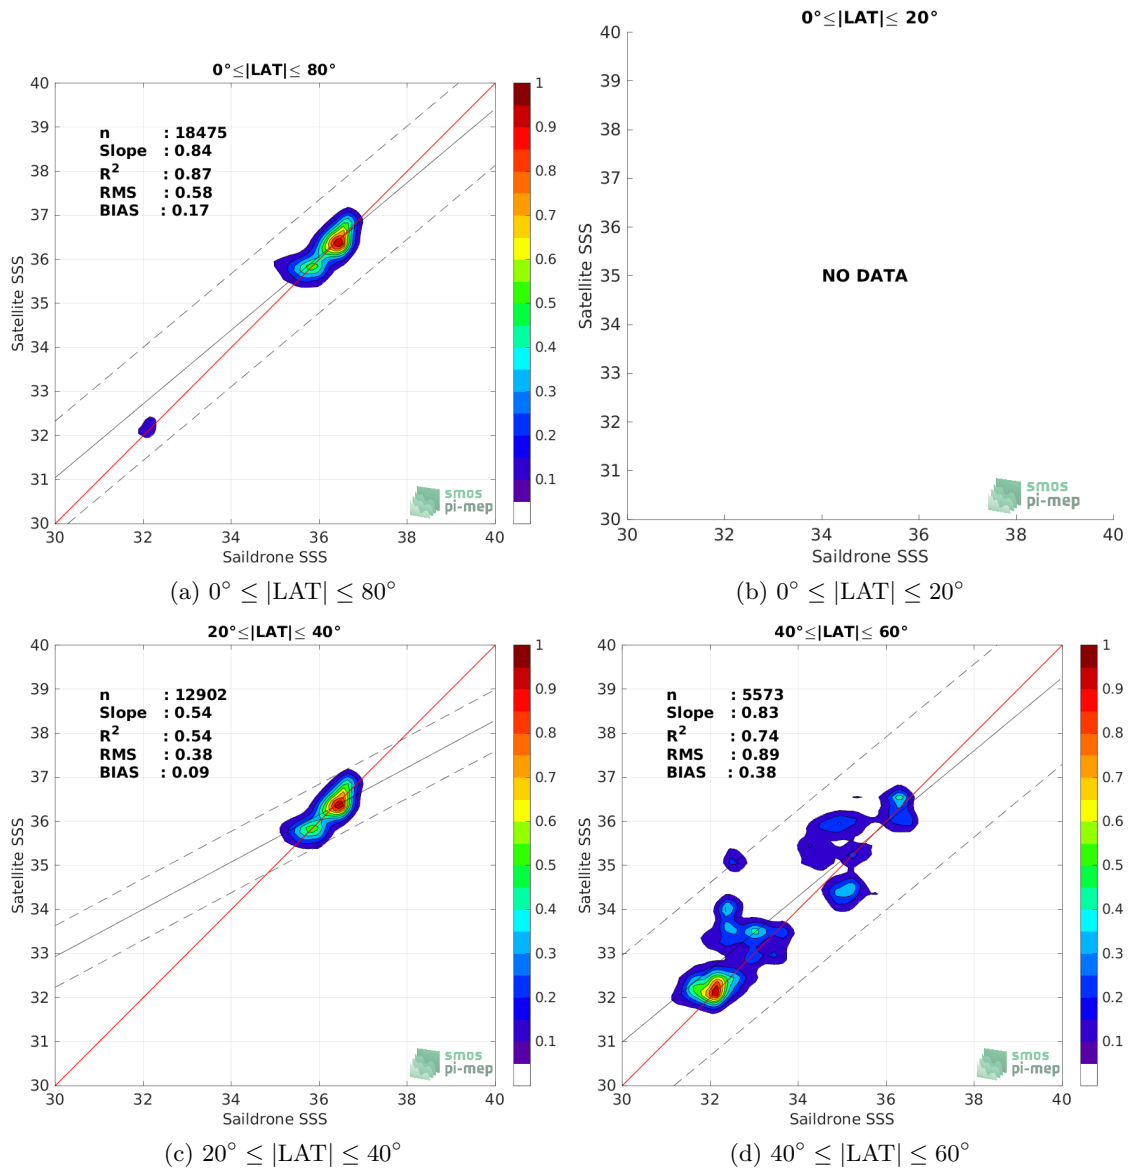 0°≤|LAT|≤ 80°
n : 18475
Slope : 0.84
R² : 0.87
RMS : 0.58
BIAS : 0.17
40
39
38
37
36
35
34
33
32
31
30
30 32 34 36 38 40
Satellite SSS
Saildrone SSS
1
0.9
0.8
0.7
0.6
0.5
0.4
0.3
0.2
0.1
smos
pi-mep
(a) 0° ≤ |LAT| ≤ 80°
0°≤|LAT|≤ 20°
40
39
38
37
36
35
34
33
32
31
30
30 32 34 36 38 40
Satellite SSS
NO DATA
Saildrone SSS
smos
pi-mep
(b) 0° ≤ |LAT| ≤ 20°
20°≤|LAT|≤ 40°
n : 12902
Slope : 0.54
R² : 0.54
RMS : 0.38
BIAS : 0.09
40
39
38
37
36
35
34
33
32
31
30
30 32 34 36 38 40
Satellite SSS
Saildrone SSS
1
0.9
0.8
0.7
0.6
0.5
0.4
0.3
0.2
0.1
smos
pi-mep
(c) 20° ≤ |LAT| ≤ 40°
40°≤|LAT|≤ 60°
n : 5573
Slope : 0.83
R² : 0.74
RMS : 0.89
BIAS : 0.38
40
39
38
37
36
35
34
33
32
31
30
30 32 34 36 38 40
Satellite SSS
Saildrone SSS
1
0.9
0.8
0.7
0.6
0.5
0.4
0.3
0.2
0.1
smos
pi-mep
(d) 40° ≤ |LAT| ≤ 60°